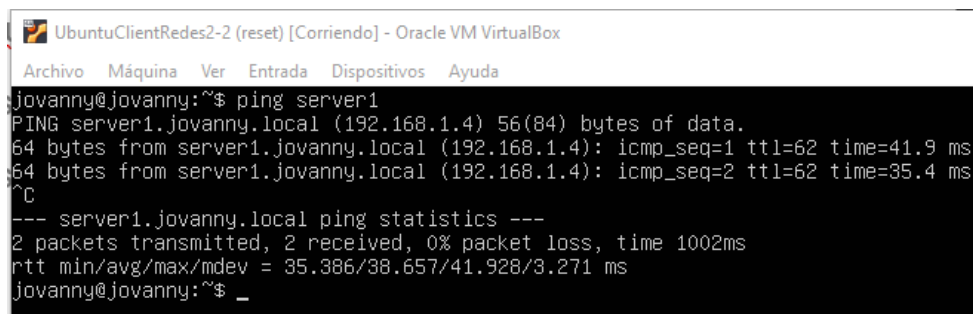 UbuntuClientRedes2-2 (reset) [Corriendo] - Oracle VM VirtualBox
Archivo Máquina Ver Entrada Dispositivos Ayuda
jovanny@jovanny:~$ ping server1
PING server1.jovanny.local (192.168.1.4) 56(84) bytes of data.
64 bytes from server1.jovanny.local (192.168.1.4): icmp_seq=1 ttl=62 time=41.9 ms
64 bytes from server1.jovanny.local (192.168.1.4): icmp_seq=2 ttl=62 time=35.4 ms
^C
--- server1.jovanny.local ping statistics ---
2 packets transmitted, 2 received, 0% packet loss, time 1002ms
rtt min/avg/max/mdev = 35.386/38.657/41.928/3.271 ms
jovanny@jovanny:~$ _